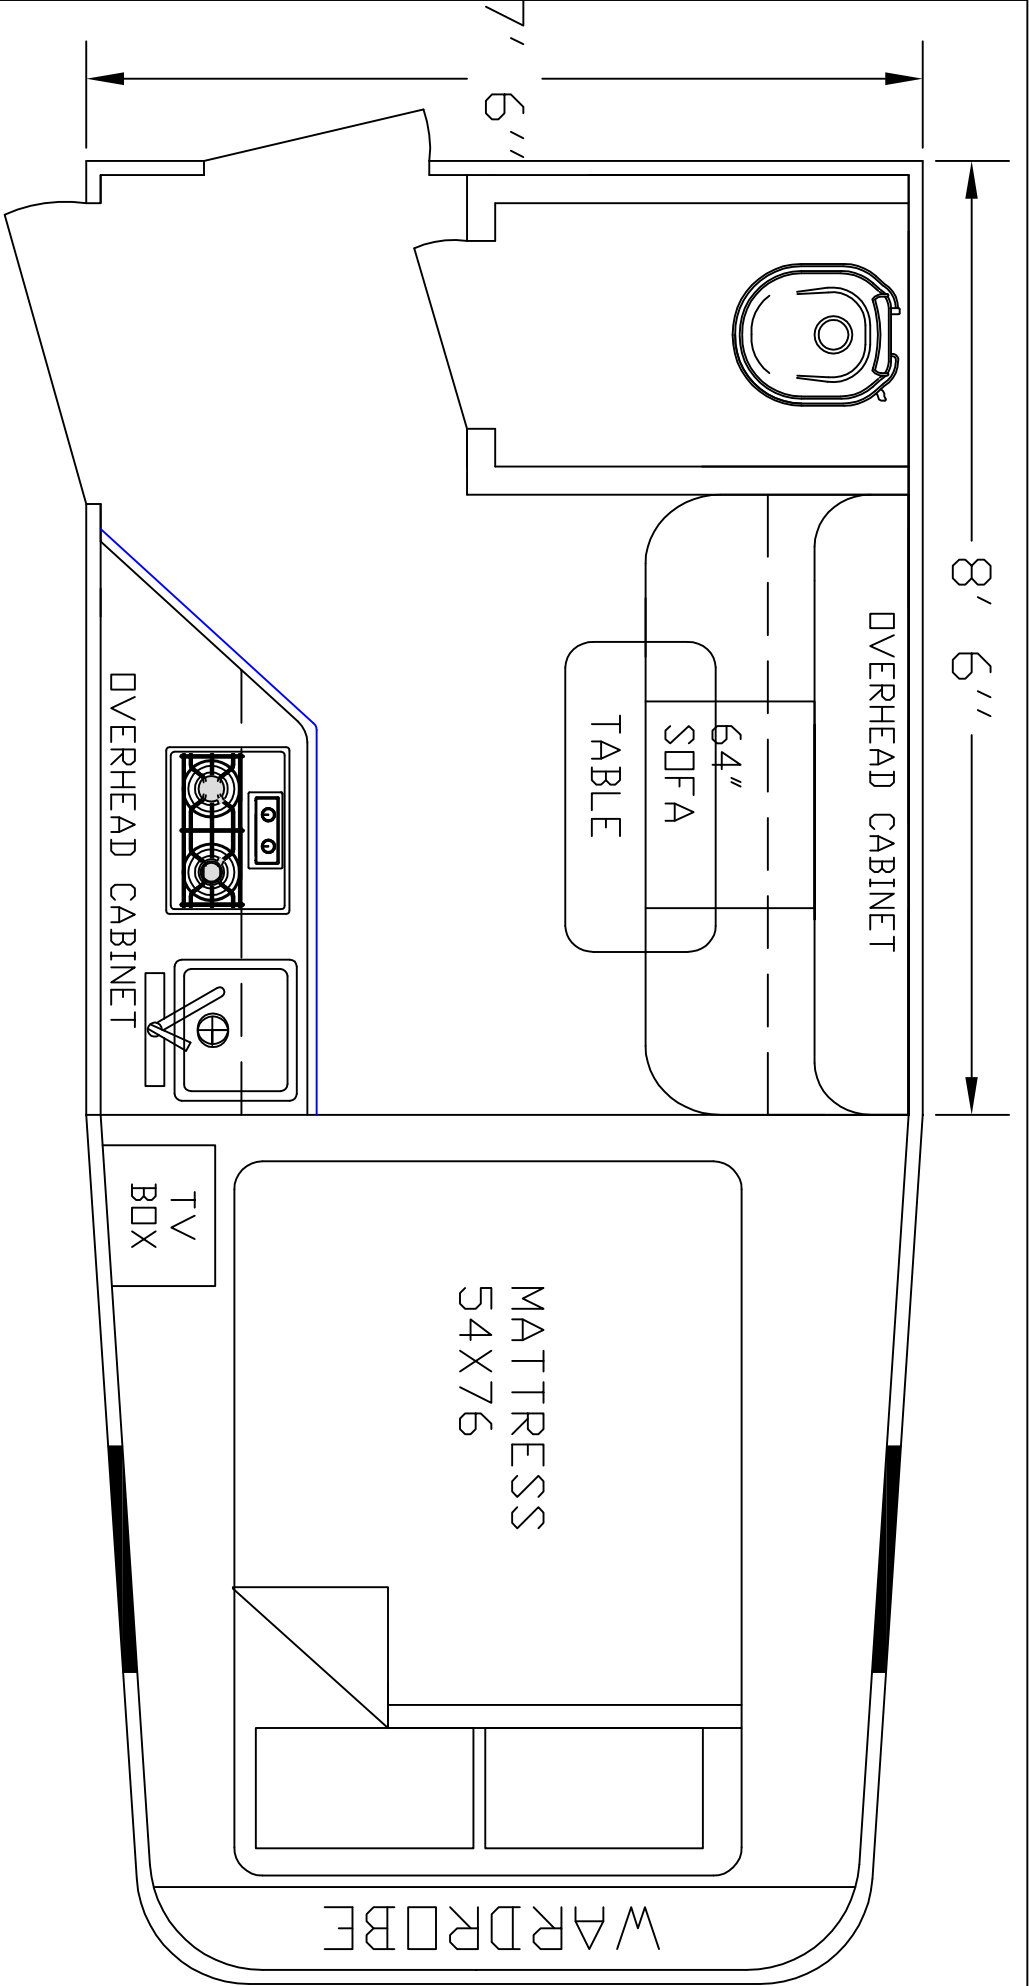 7' 6"
8' 6"
OVERHEAD CABINET
64"
SOFA
TABLE
OVERHEAD CABINET
TV
BOX
MATTRESS
54X76
WARDROBE